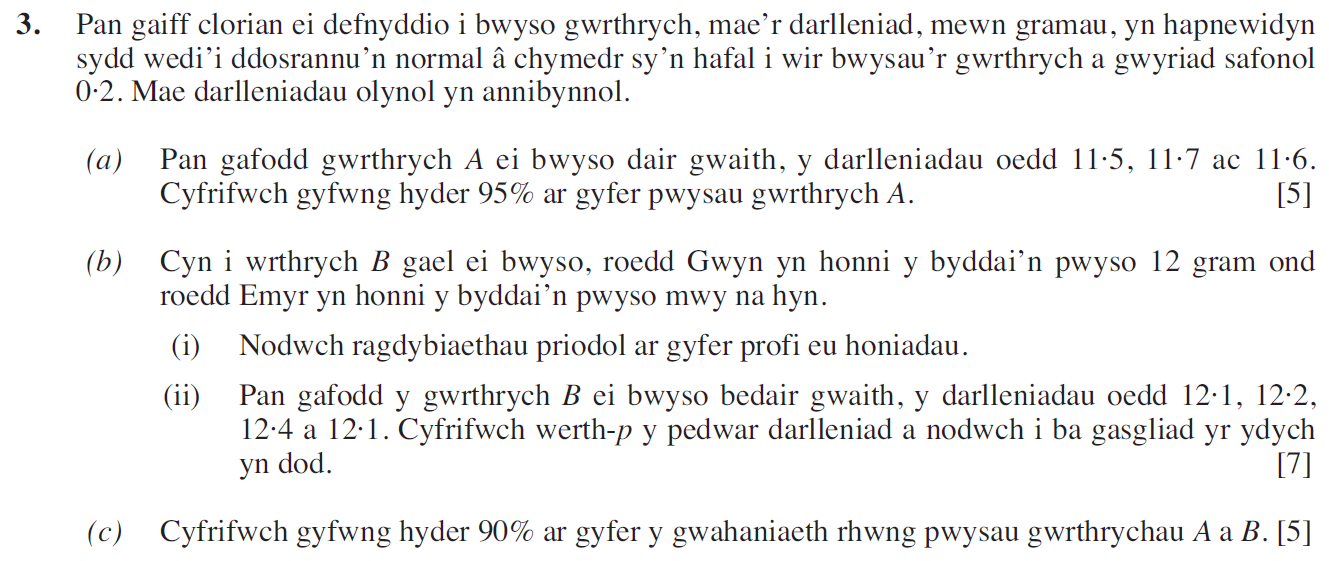 3. Pan gaiff clorian ei defnyddio i bwyso gwrthrych, mae’r darlleniad, mewn gramau, yn hapnewidyn
sydd wedi’i ddosrannu’n normal â chymedr sy’n hafal i wir bwysau’r gwrthrych a gwyriad safonol
0·2. Mae darlleniadau olynol yn annibynnol.
(a) Pan gafodd gwrthrych A ei bwyso dair gwaith, y darlleniadau oedd 11·5, 11·7 ac 11·6.
Cyfrifwch gyfwng hyder 95% ar gyfer pwysau gwrthrych A. [5]
(b) Cyn i wrthrych B gael ei bwyso, roedd Gwyn yn honni y byddai’n pwyso 12 gram ond
roedd Emyr yn honni y byddai’n pwyso mwy na hyn.
(i) Nodwch ragdybiaethau priodol ar gyfer profi eu honiadau.
(ii) Pan gafodd y gwrthrych B ei bwyso bedair gwaith, y darlleniadau oedd 12·1, 12·2,
12·4 a 12·1. Cyfrifwch werth-p y pedwar darlleniad a nodwch i ba gasgliad yr ydych
yn dod. [7]
(c) Cyfrifwch gyfwng hyder 90% ar gyfer y gwahaniaeth rhwng pwysau gwrthrychau A a B. [5]